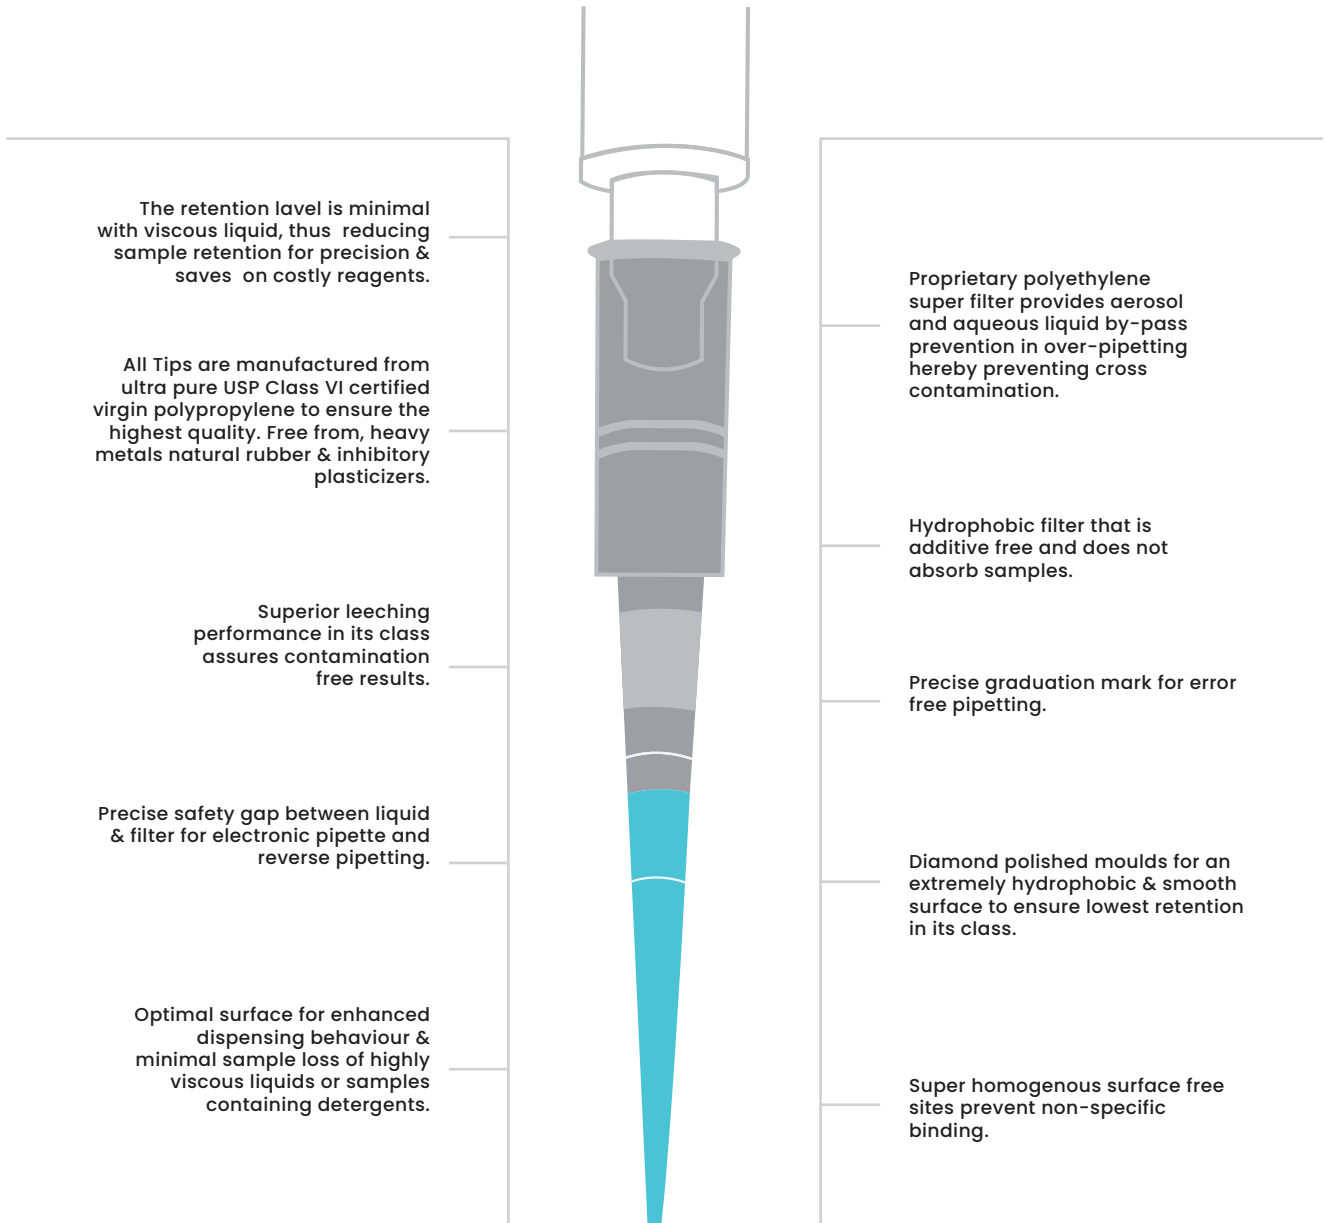 The retention lavel is minimal
with viscous liquid, thus  reducing
sample retention for precision &
saves  on costly reagents.
All Tips are manufactured from
ultra pure USP Class VI certified
virgin polypropylene to ensure the
highest quality. Free from, heavy
metals natural rubber & inhibitory
plasticizers.
Superior leeching
performance in its class
assures contamination
free results.
Precise safety gap between liquid
& filter for electronic pipette and
reverse pipetting.
Optimal surface for enhanced
dispensing behaviour &
minimal sample loss of highly
viscous liquids or samples
containing detergents.
Proprietary polyethylene
super filter provides aerosol
and aqueous liquid by-pass
prevention in over-pipetting
hereby preventing cross
contamination.
Hydrophobic filter that is
additive free and does not
absorb samples.
Precise graduation mark for error
free pipetting.
Diamond polished moulds for an
extremely hydrophobic & smooth
surface to ensure lowest retention
in its class.
Super homogenous surface free
sites prevent non-specific
binding.